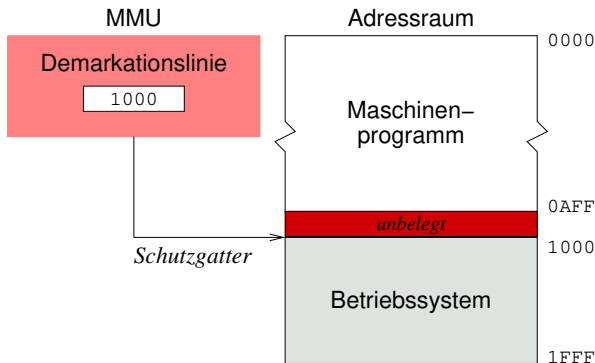 MMU
Adressraum
Demarkationslinie
1000
0000
Maschinen−
programm
0AFF
unbelegt
1000
Schutzgatter
Betriebssystem
1FFF